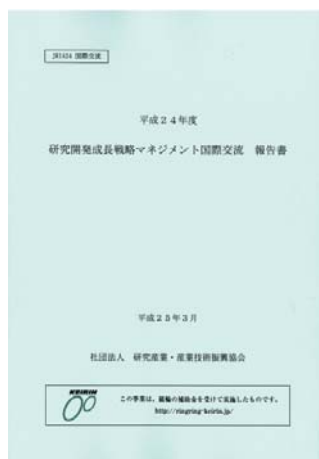 国際交流
平成24年度
研究開発成長戦略マネジメント国際交流 報告書
平成25年3月
社団法人 研究産業・産業技術振興協会
KEIRIN
この事業は、競輪の補助金を受けて実施したものです。
http://ringring-keirin.jp/